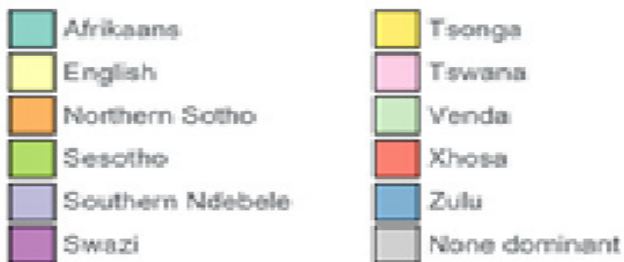 Afrikaans
English
Northern Sotho
Sesotho
Southern Ndebele
Swazi
Tsonga
Tswana
Venda
Xhosa
Zulu
None dominant